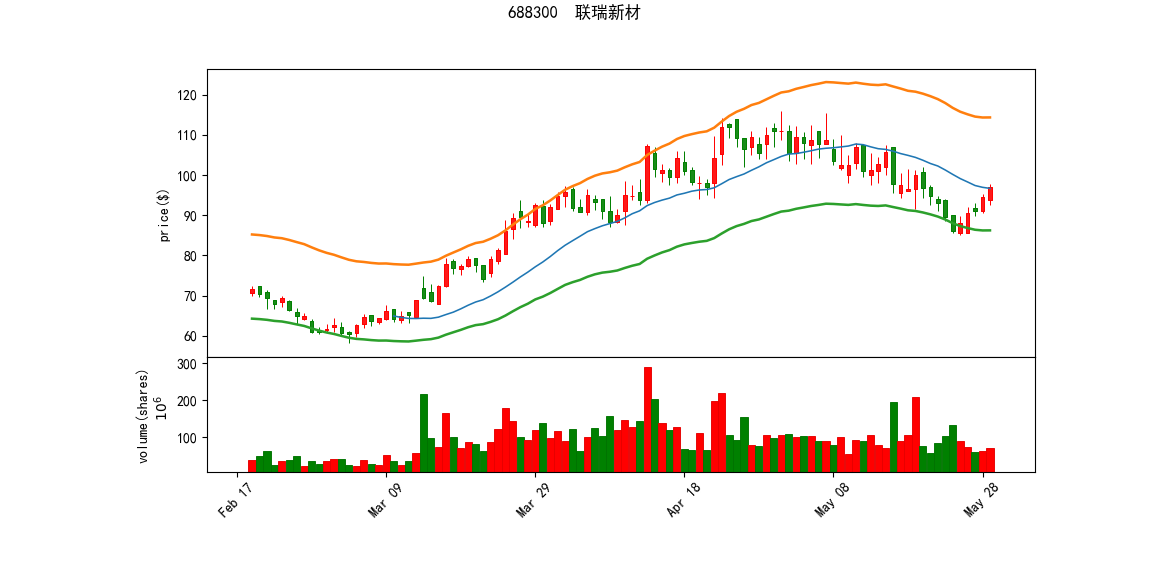 688300 联瑞新材
120
110
100
90
80
70
60
price($)
300
200
100
volume(shares)
10^6
Feb 17
Mar 09
Mar 29
Apr 18
May 08
May 28